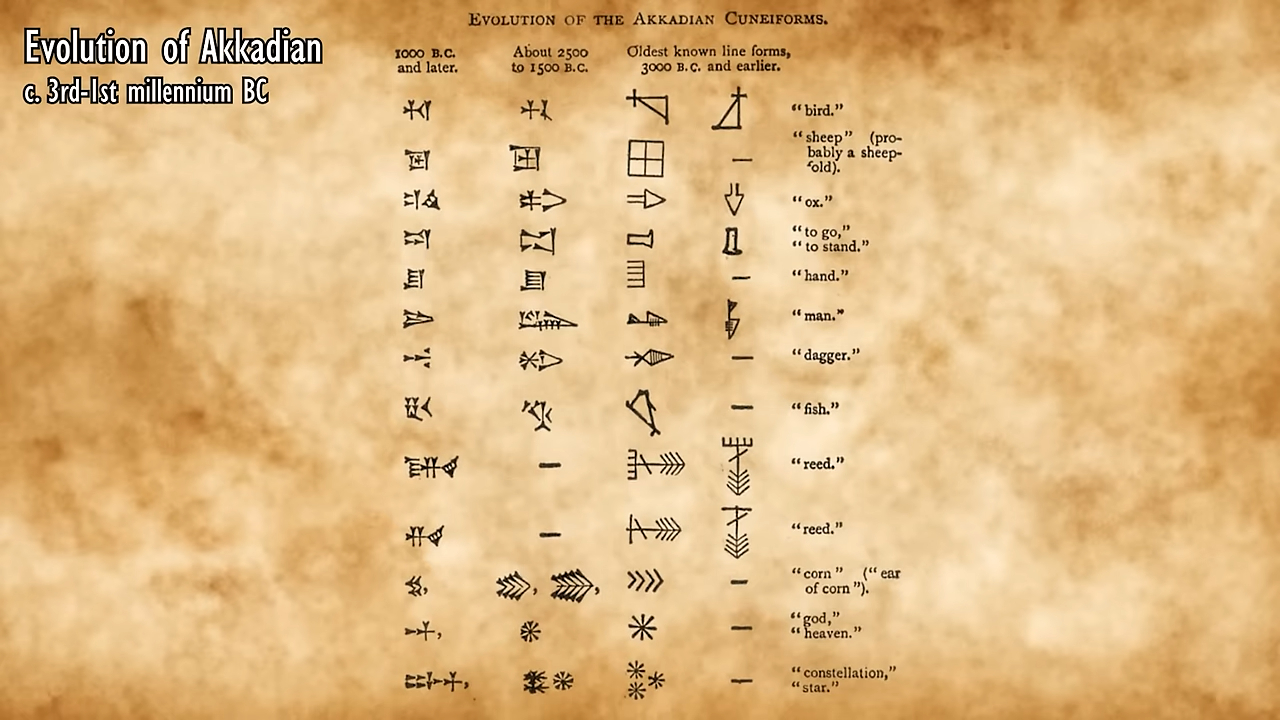 EVOLUTION OF THE AKKADIAN CUNEIFORMS.
Evolution of Akkadian
c. 3rd-1st millennium BC
1000 B.C.
and later.
About 2500
to 1500 B.C.
Oldest known line forms,
3000 B.C. and earlier.
“bird.”
“sheep” (pro-
bably a sheep-
fold).
“ox.”
“to go,”
“to stand.”
“hand.”
“man.”
“dagger.”
“fish.”
“reed.”
“reed.”
“corn” (“ear
of corn”).
“god,”
“heaven.”
“constellation,”
“star.”